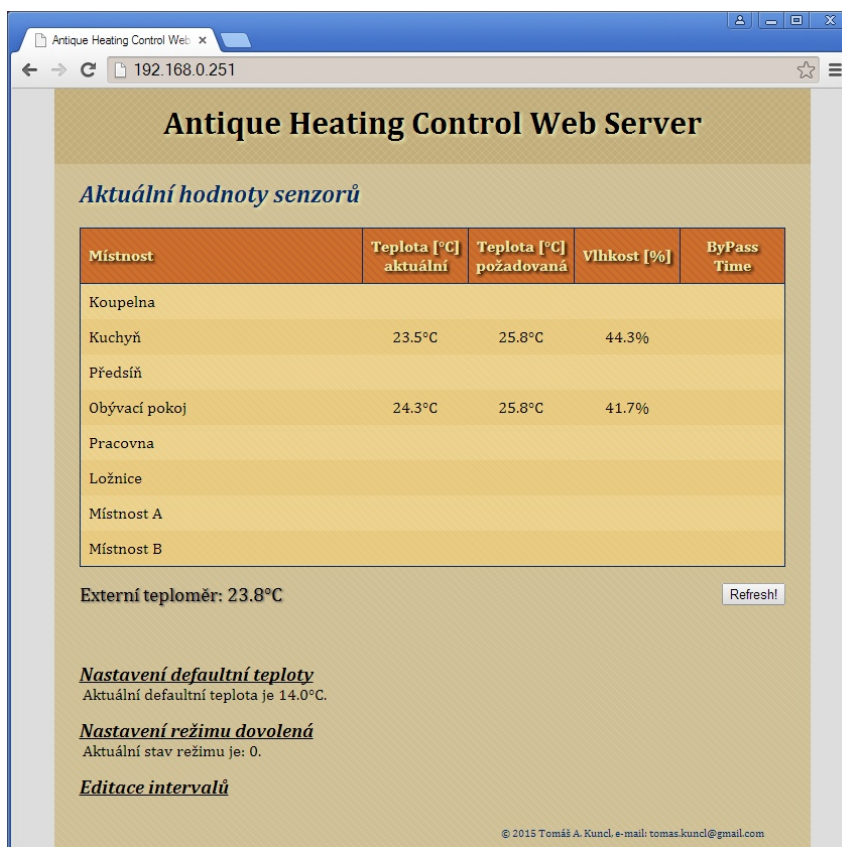 Antique Heating Control Web
192.168.0.251
Antique Heating Control Web Server
Aktuální hodnoty senzorů
Místnost Teplota [°C] aktuální Teplota [°C] požadovaná Vlhkost [%] ByPass Time
Koupelna
Kuchyň 23.5°C 25.8°C 44.3%
Předsíň
Obývací pokoj 24.3°C 25.8°C 41.7%
Pracovna
Ložnice
Místnost A
Místnost B
Externí teploměr: 23.8°C
Refresh!
Nastavení defaultní teploty
Aktuální defaultní teplota je 14.0°C.
Nastavení režimu dovolená
Aktuální stav režimu je: 0.
Editace intervalů
© 2015 Tomáš A. Kuncl, e-mail: tomas.kuncl@gmail.com